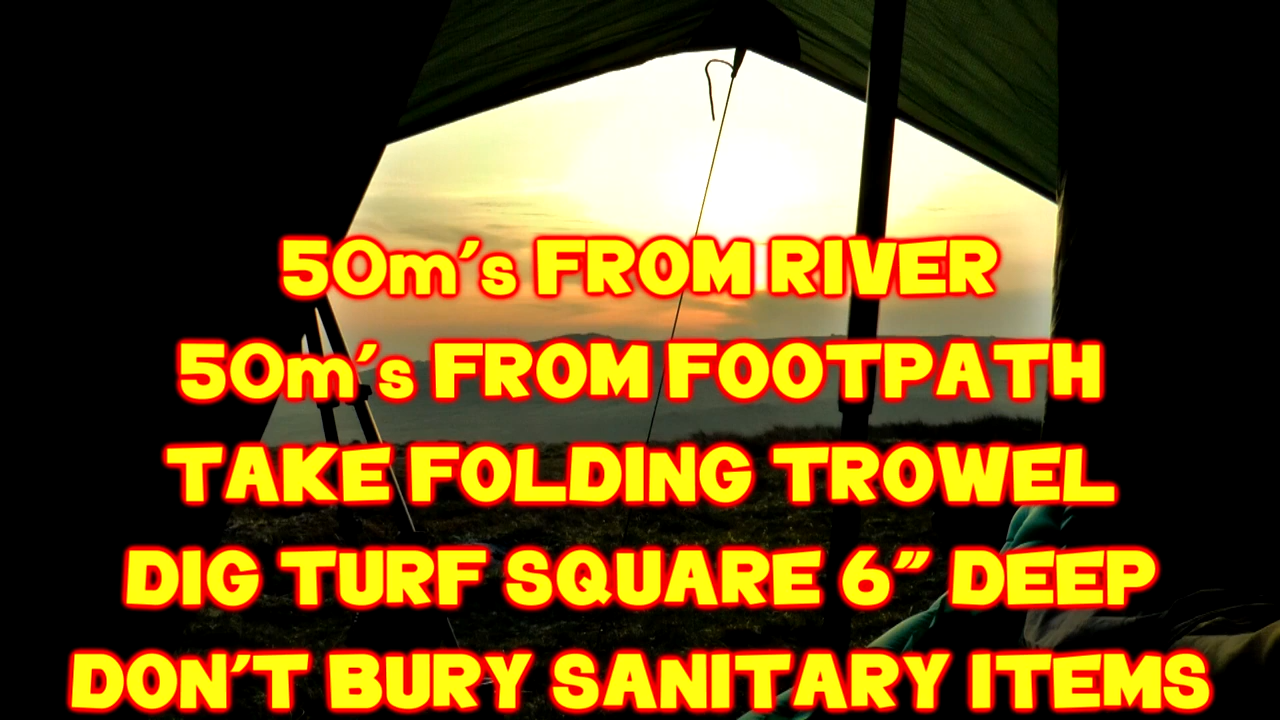 50m's FROM RIVER
50m's FROM FOOTPATH
TAKE FOLDING TROWEL
DIG TURF SQUARE 6" DEEP
DON'T BURY SANITARY ITEMS